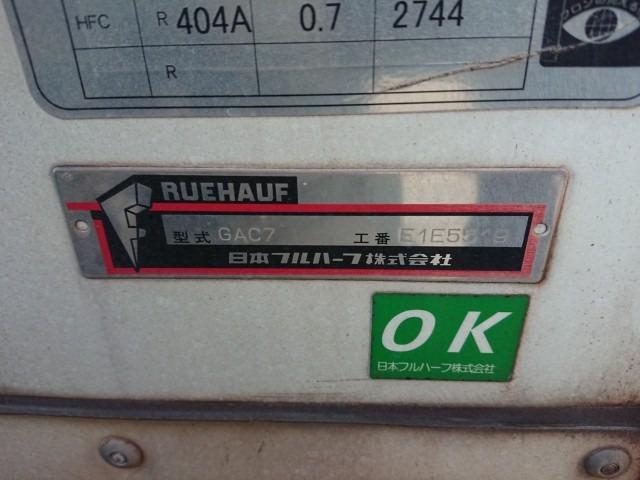 HFC R 404A 0.7 2744
R
FRUEHAUF
型式 GAC7 工番
日本フルハーフ株式会社
OK
日本フルハーフ株式会社